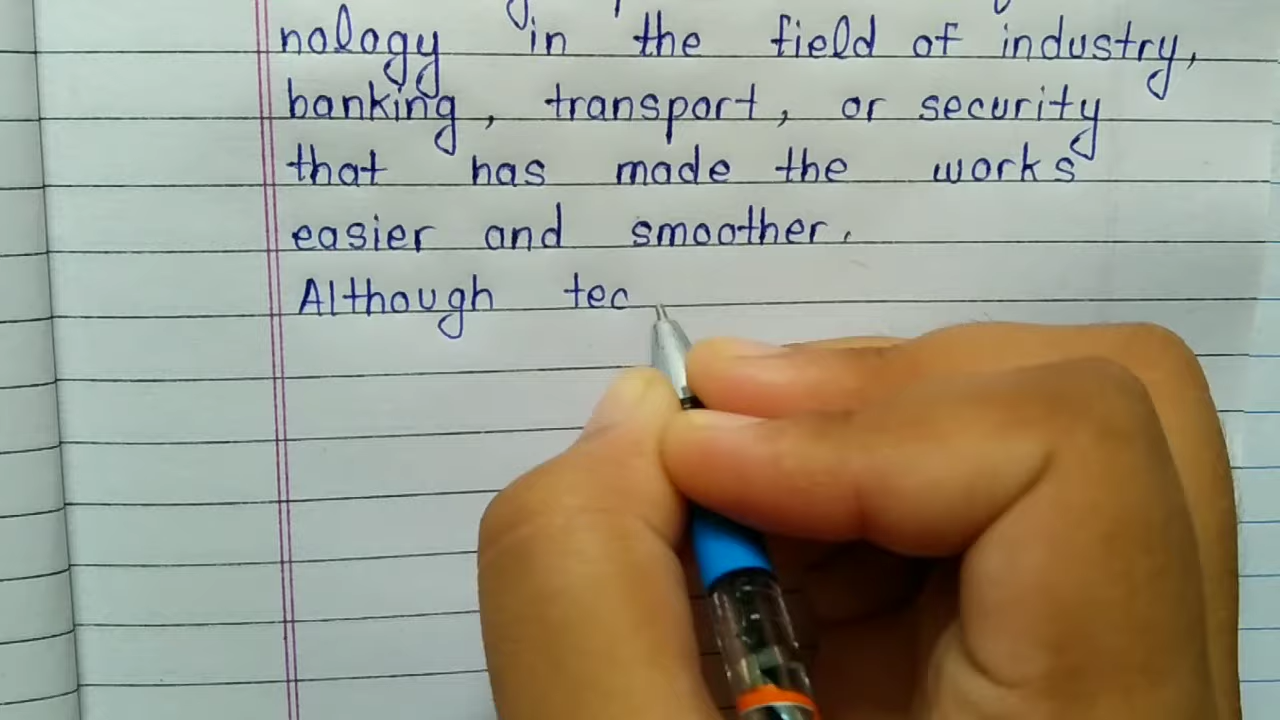 nology in the field of industry,
banking, transport, or security
that has made the works
easier and smoother.
Although tec